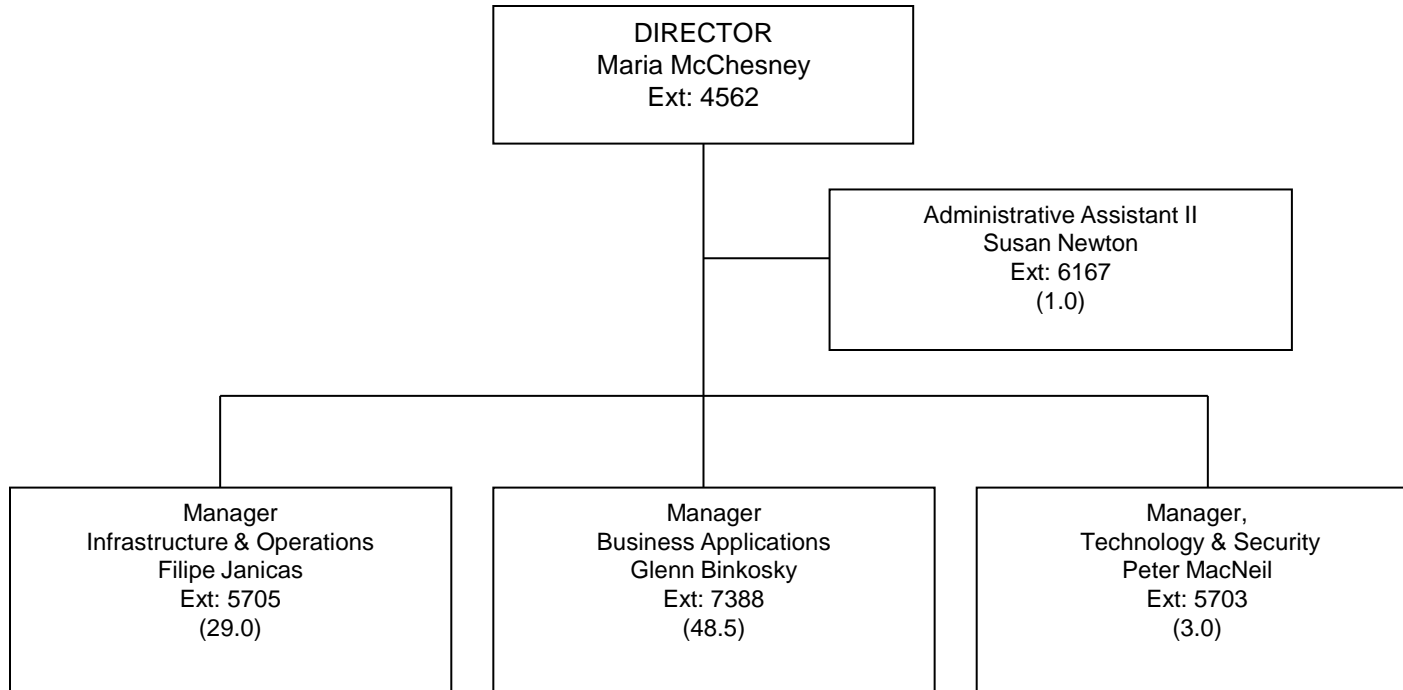 DIRECTOR
Maria McChesney
Ext: 4562
Administrative Assistant II
Susan Newton
Ext: 6167
(1.0)
Manager
Infrastructure & Operations
Filipe Janicas
Ext: 5705
(29.0)
Manager
Business Applications
Glenn Binkosky
Ext: 7388
(48.5)
Manager,
Technology & Security
Peter MacNeil
Ext: 5703
(3.0)